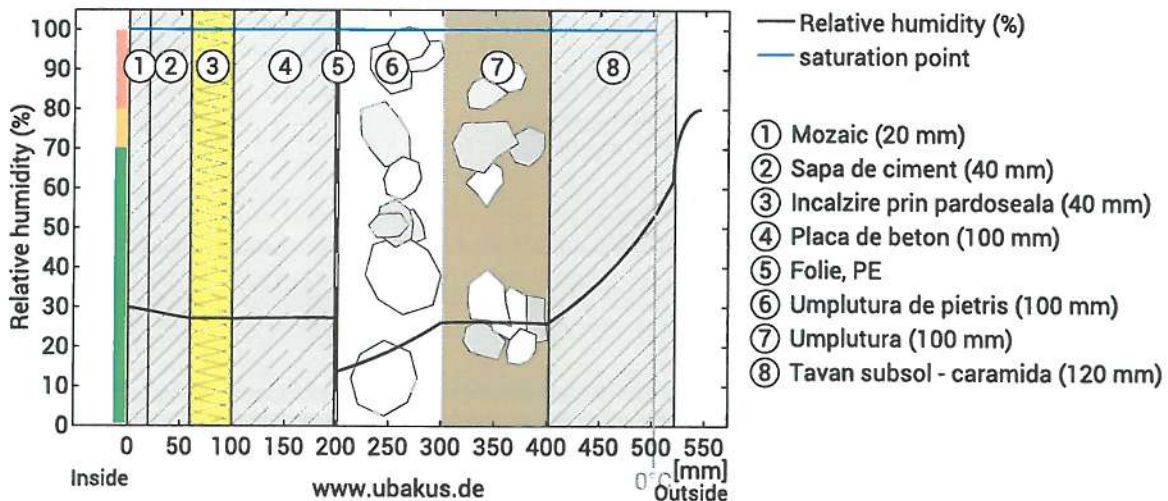 Relative humidity (%)
100
90
80
70
60
50
40
30
20
10
0
1 2 3 4 5 6 7 8
0 50 100 150 200 250 300 350 400 450 500 [mm]
Inside
www.ubakus.de
0°C
Outside
Relative humidity (%)
saturation point
1 Mozaic (20 mm)
2 Sapa de ciment (40 mm)
3 Incalzire prin pardoseala (40 mm)
4 Placa de beton (100 mm)
5 Folie, PE
6 Umplutura de pietris (100 mm)
7 Umplutura (100 mm)
8 Tavan subsol - caramida (120 mm)